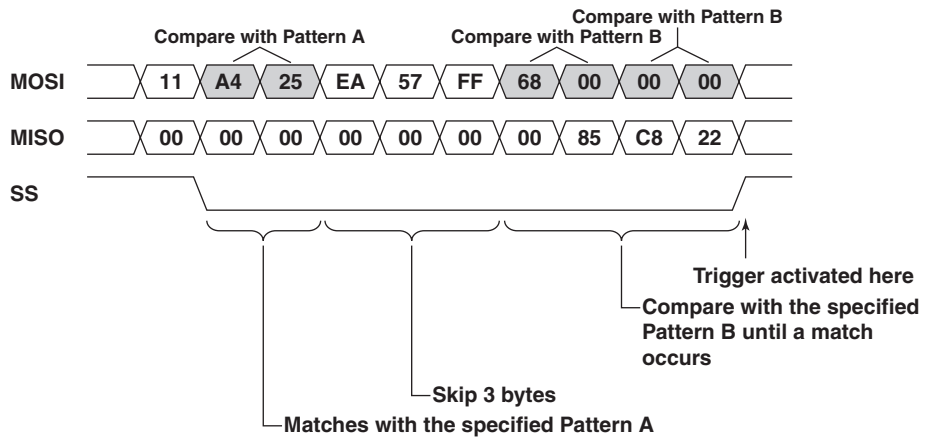 Compare with Pattern B
Compare with Pattern A
Compare with Pattern B
MOSI 11 A4 25 EA 57 FF 68 00 00 00
MISO 00 00 00 00 00 00 00 85 C8 22
SS
Trigger activated here
Compare with the specified
Pattern B until a match
occurs
Skip 3 bytes
Matches with the specified Pattern A